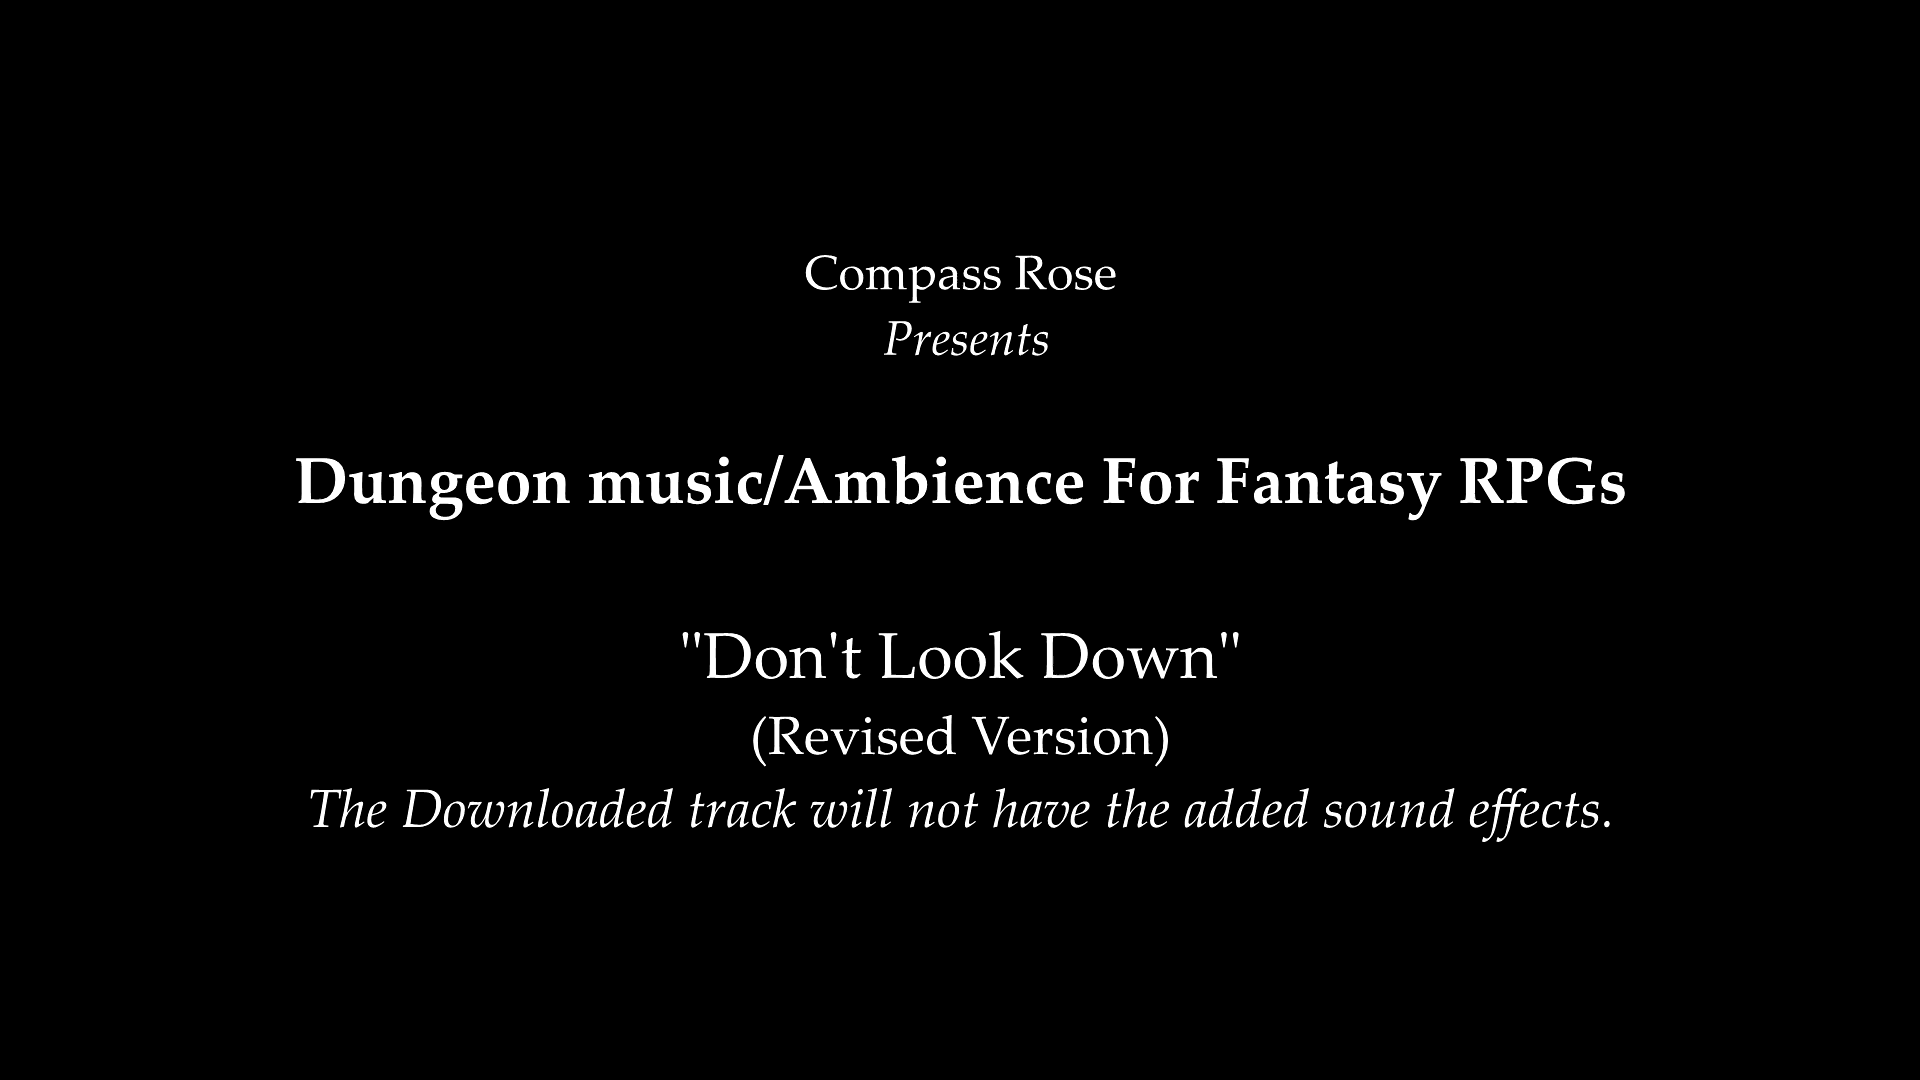 Compass Rose
Presents
Dungeon music/Ambience For Fantasy RPGs
"Don't Look Down"
(Revised Version)
The Downloaded track will not have the added sound effects.